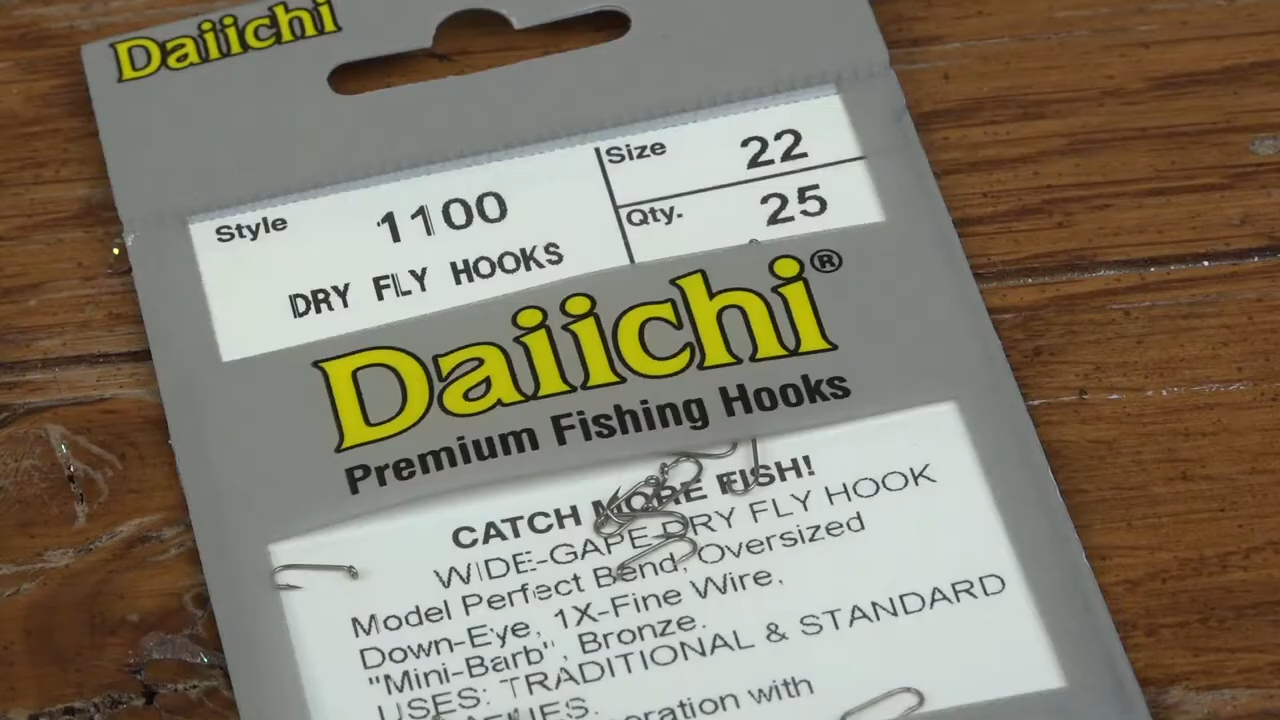 Daiichi
Style 1100
DRY FLY HOOKS
Size 22
Qty. 25
Daiichi®
Premium Fishing Hooks
CATCH MORE FISH!
WIDE-GAPE DRY FLY HOOK
Model Perfect Bend, Oversized
Down-Eye, 1X-Fine Wire,
"Mini-Barb", Bronze.
USES: TRADITIONAL & STANDARD
with